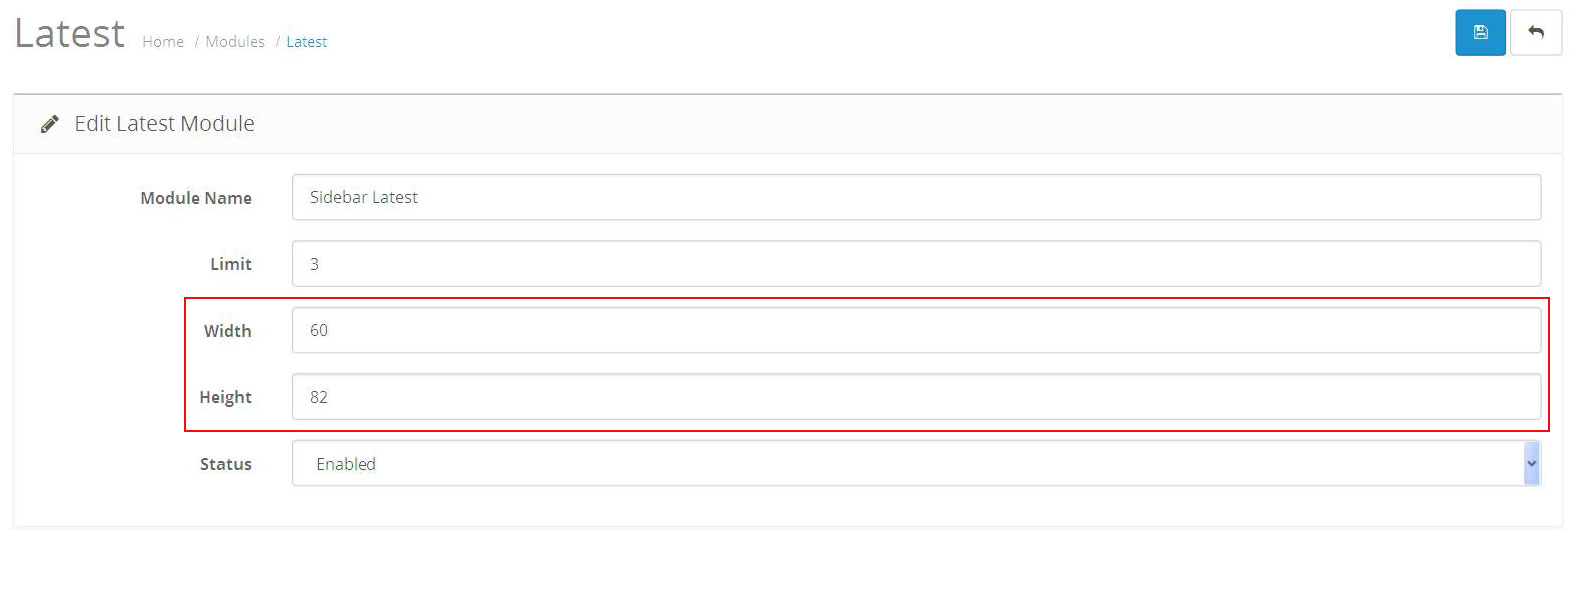 Latest Home / Modules / Latest
Edit Latest Module
Module Name Sidebar Latest
Limit 3
Width 60
Height 82
Status Enabled